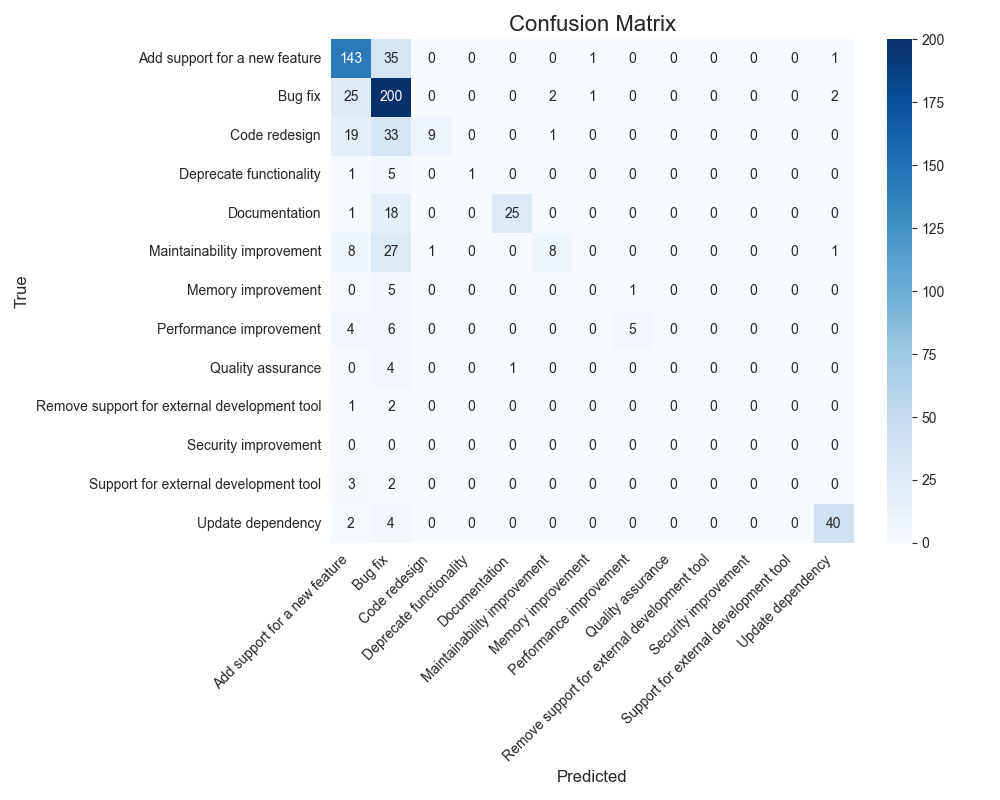 Confusion Matrix
Add support for a new feature 143 35 0 0 0 0 1 0 0 0 0 0 1
Bug fix 25 200 0 0 0 2 1 0 0 0 0 0 2
Code redesign 19 33 9 0 0 1 0 0 0 0 0 0 0
Deprecate functionality 1 5 0 1 0 0 0 0 0 0 0 0 0
Documentation 1 18 0 0 25 0 0 0 0 0 0 0 0
Maintainability improvement 8 27 1 0 0 8 0 0 0 0 0 0 1
Memory improvement 0 5 0 0 0 0 0 1 0 0 0 0 0
Performance improvement 4 6 0 0 0 0 0 5 0 0 0 0 0
Quality assurance 0 4 0 0 1 0 0 0 0 0 0 0 0
Remove support for external development tool 1 2 0 0 0 0 0 0 0 0 0 0 0
Security improvement 0 0 0 0 0 0 0 0 0 0 0 0 0
Support for external development tool 3 2 0 0 0 0 0 0 0 0 0 0 0
Update dependency 2 4 0 0 0 0 0 0 0 0 0 0 40
True
Add support for a new feature
Bug fix
Code redesign
Deprecate functionality
Documentation
Maintainability improvement
Memory improvement
Performance improvement
Quality assurance
Remove support for external development tool
Security improvement
Support for external development tool
Update dependency
Predicted
200
175
150
125
100
75
50
25
0